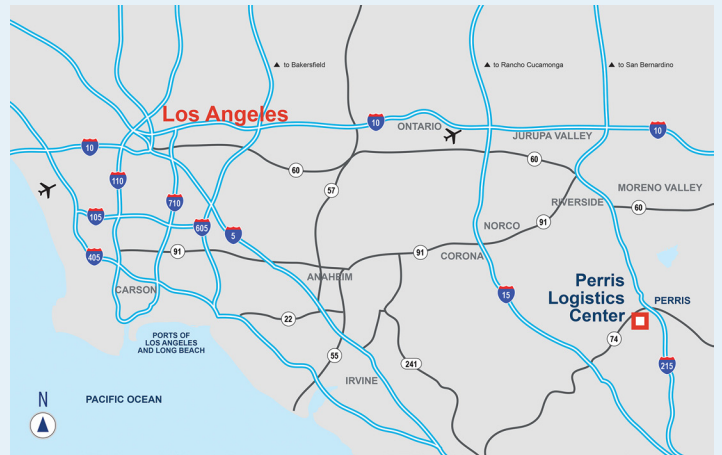 to Bakersfield
to Rancho Cucamonga
to San Bernardino
Los Angeles
10
ONTARIO
JURUPA VALLEY
10
10
60
60
110
57
MORENO VALLEY
710
RIVERSIDE
60
105
605
5
91
NORCO
91
91
CORONA
405
ANAHEIM
CARSON
15
Perris
Logistics
Center
PERRIS
22
PORTS OF
LOS ANGELES
AND LONG BEACH
74
55
241
215
IRVINE
N
PACIFIC OCEAN